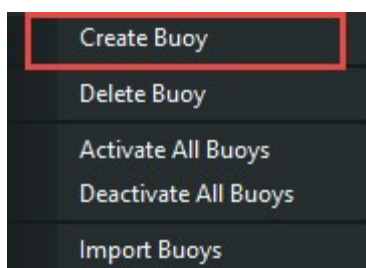 Create Buoy
Delete Buoy
Activate All Buoys
Deactivate All Buoys
Import Buoys